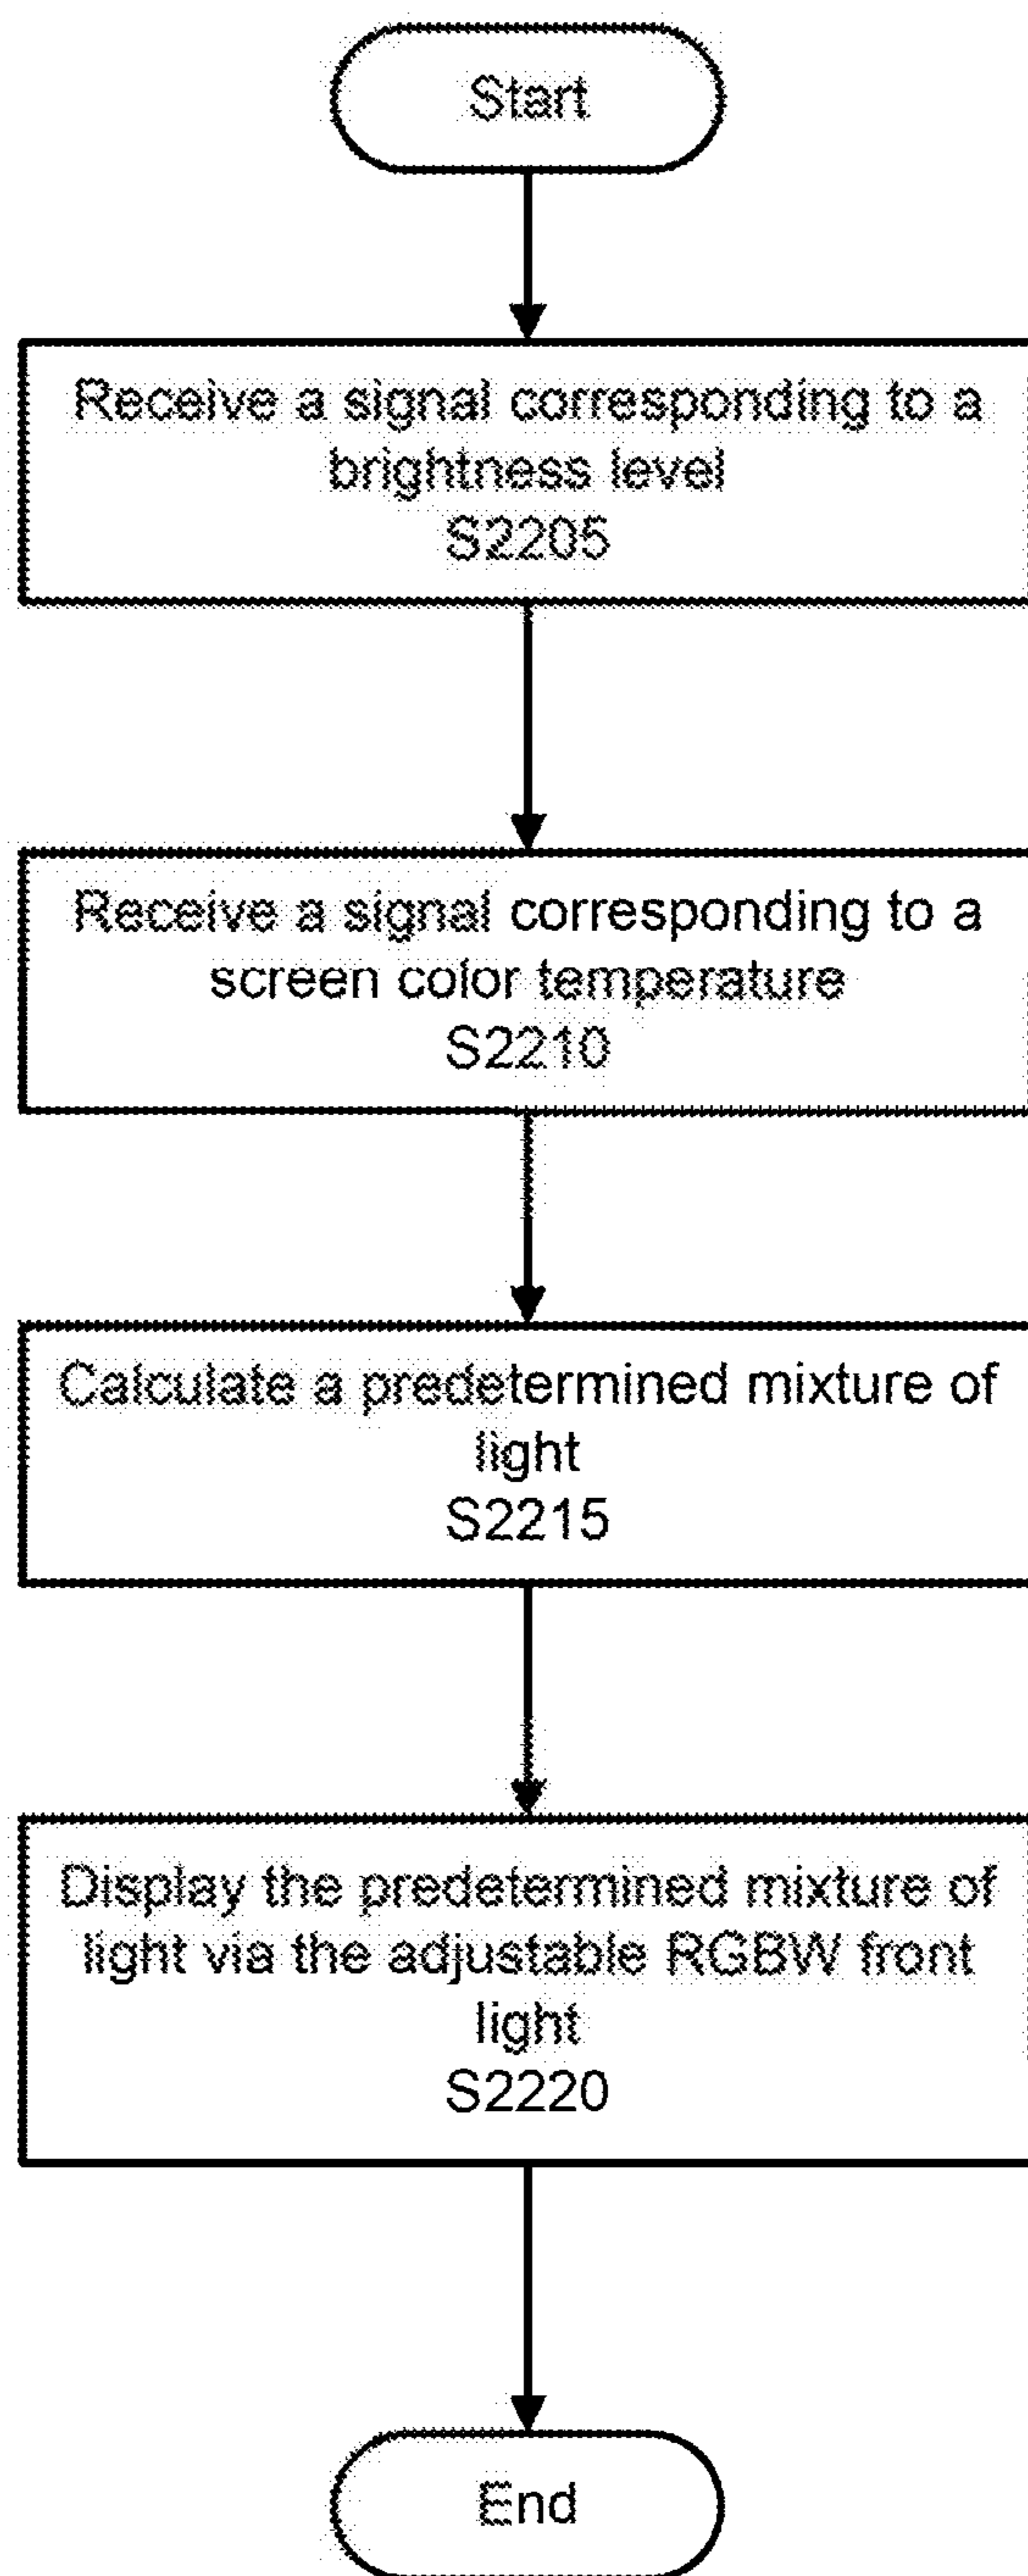 Start
Receive a signal corresponding to a
brightness level
S2205
Receive a signal corresponding to a
screen color temperature
S2210
Calculate a predetermined mixture of
light
S2215
Display the predetermined mixture of
light via the adjustable RGBW front
light
S2220
End